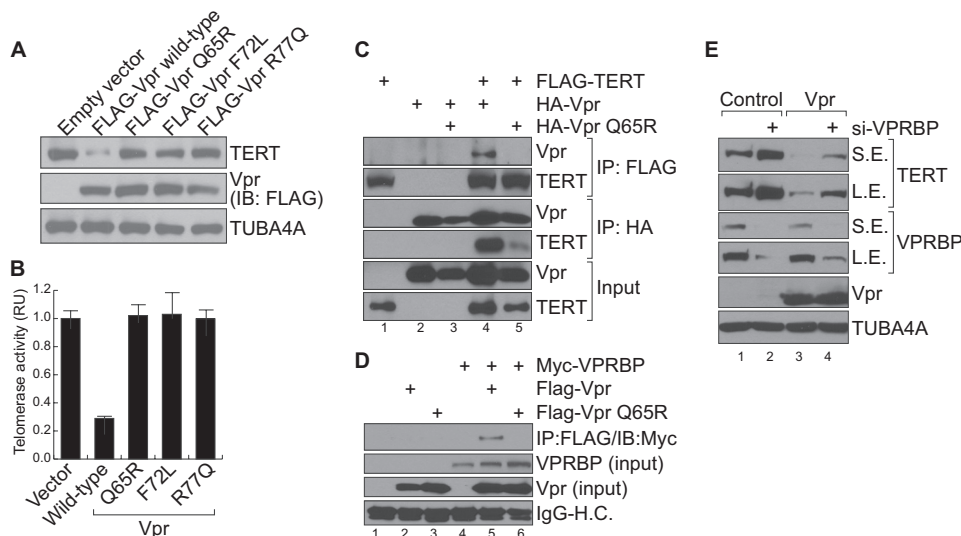 A
Empty vector
FLAG-Vpr wild-type
FLAG-Vpr Q65R
FLAG-Vpr F72L
FLAG-Vpr R77Q
TERT
Vpr
(IB: FLAG)
TUBA4A
B
Telomerase activity (RU)
1.2
1.0
0.8
0.6
0.4
0.2
0.0
Vector
Wild-type
Q65R
F72L
R77Q
Vpr
C
+ + + FLAG-TERT
+ + + HA-Vpr
+ + HA-Vpr Q65R
Vpr
TERT
IP: FLAG
Vpr
TERT
IP: HA
Vpr
TERT
Input
1 2 3 4 5
D
+ + + Myc-VPRBP
+ + Flag-Vpr
+ + Flag-Vpr Q65R
IP:FLAG/IB:Myc
VPRBP (input)
Vpr (input)
IgG-H.C.
1 2 3 4 5 6
E
Control Vpr
+ + si-VPRBP
S.E.
L.E.
TERT
S.E.
L.E.
VPRBP
Vpr
TUBA4A
1 2 3 4